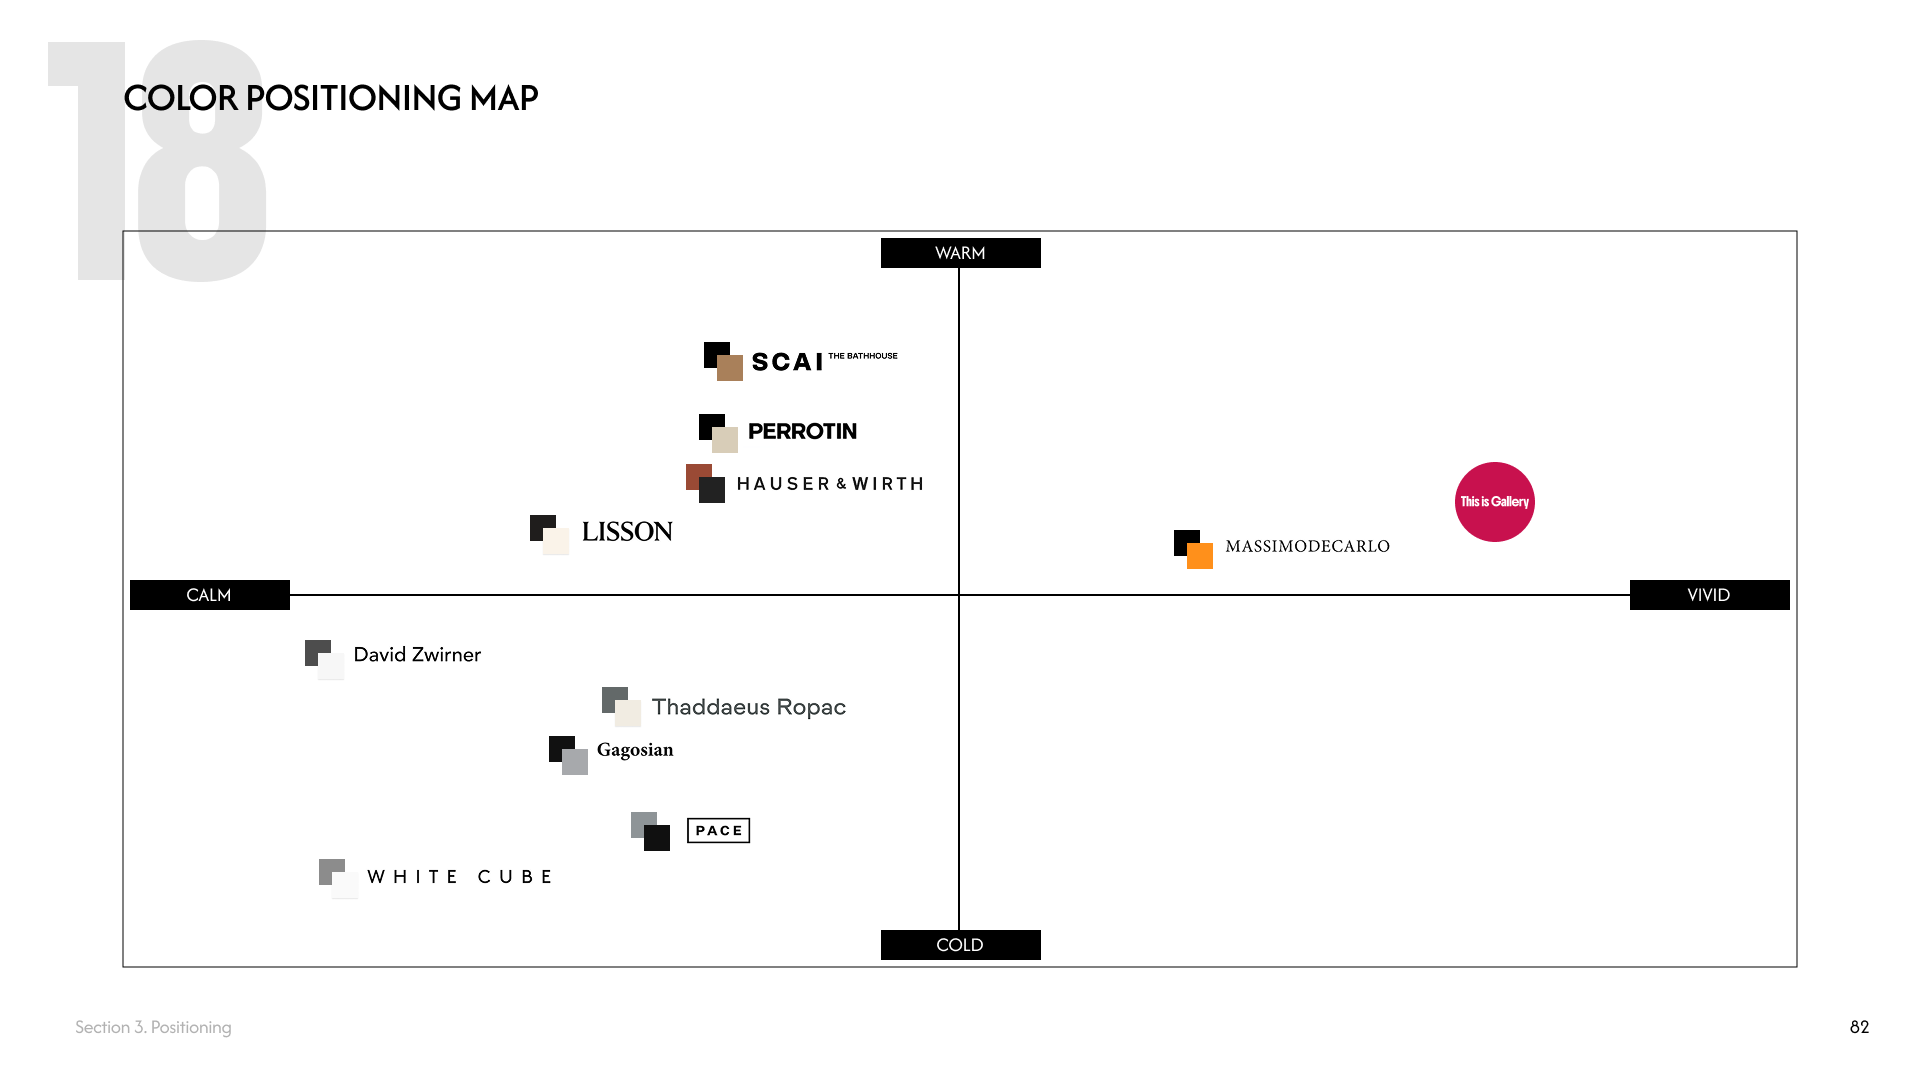 18
COLOR POSITIONING MAP
WARM
SCAI THE BATHHOUSE
PERROTIN
HAUSER & WIRTH
This is Gallery
LISSON
MASSIMODECARLO
CALM
VIVID
David Zwirner
Thaddaeus Ropac
Gagosian
PACE
WHITE CUBE
COLD
Section 3. Positioning
82